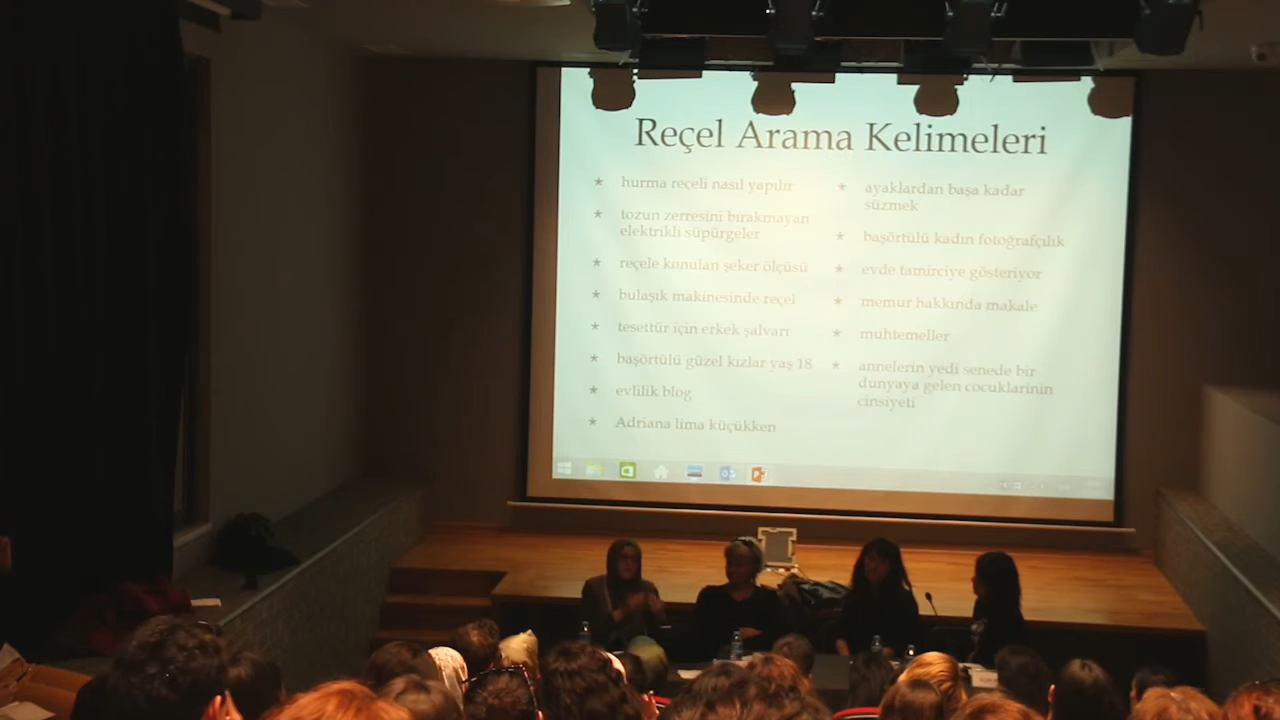 Reçel Arama Kelimeleri
hurma reçeli nasıl yapılır
tozun zerresini bırakmayan
elektrikli süpürgeler
reçele konulan şeker ölçüsü
bulaşık makinesinde reçel
tesettür için erkek şalvarı
başörtülü güzel kızlar yaş 18
evlilik blog
Adriana lima küçükken
ayaklardan başa kadar
süzmek
başörtülü kadın fotoğrafçılık
evde tamirciye gösteriyor
memur hakkında makale
muhtemeller
annelerin yedi senede bir
dunyaya gelen cocuklarinin
cinsiyeti